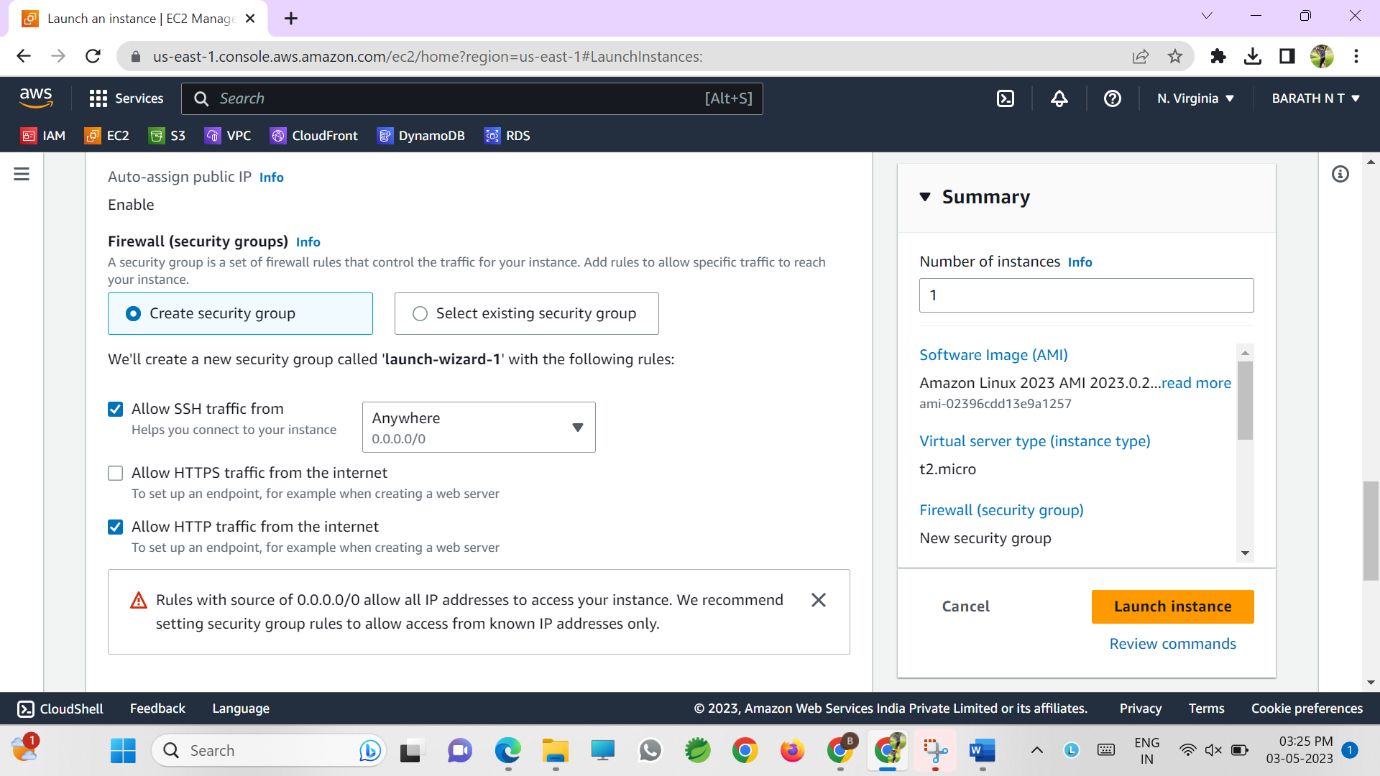 Launch an instance | EC2 Manage
us-east-1.console.aws.amazon.com/ec2/home?region=us-east-1#LaunchInstances:
aws
Services
Search
[Alt+S]
N. Virginia
BARATH N T
IAM
EC2
S3
VPC
CloudFront
DynamoDB
RDS
Auto-assign public IP Info
Enable
Firewall (security groups) Info
A security group is a set of firewall rules that control the traffic for your instance. Add rules to allow specific traffic to reach
your instance.
Create security group
Select existing security group
We'll create a new security group called 'launch-wizard-1' with the following rules:
Allow SSH traffic from
Helps you connect to your instance
Anywhere
0.0.0.0/0
Allow HTTPS traffic from the internet
To set up an endpoint, for example when creating a web server
Allow HTTP traffic from the internet
To set up an endpoint, for example when creating a web server
Rules with source of 0.0.0.0/0 allow all IP addresses to access your instance. We recommend
setting security group rules to allow access from known IP addresses only.
Summary
Number of instances Info
1
Software Image (AMI)
Amazon Linux 2023 AMI 2023.0.2...read more
ami-02396cdd13e9a1257
Virtual server type (instance type)
t2.micro
Firewall (security group)
New security group
Cancel
Launch instance
Review commands
CloudShell
Feedback
Language
© 2023, Amazon Web Services India Private Limited or its affiliates.
Privacy
Terms
Cookie preferences
1
Search
B
ENG
IN
03:25 PM
03-05-2023
1